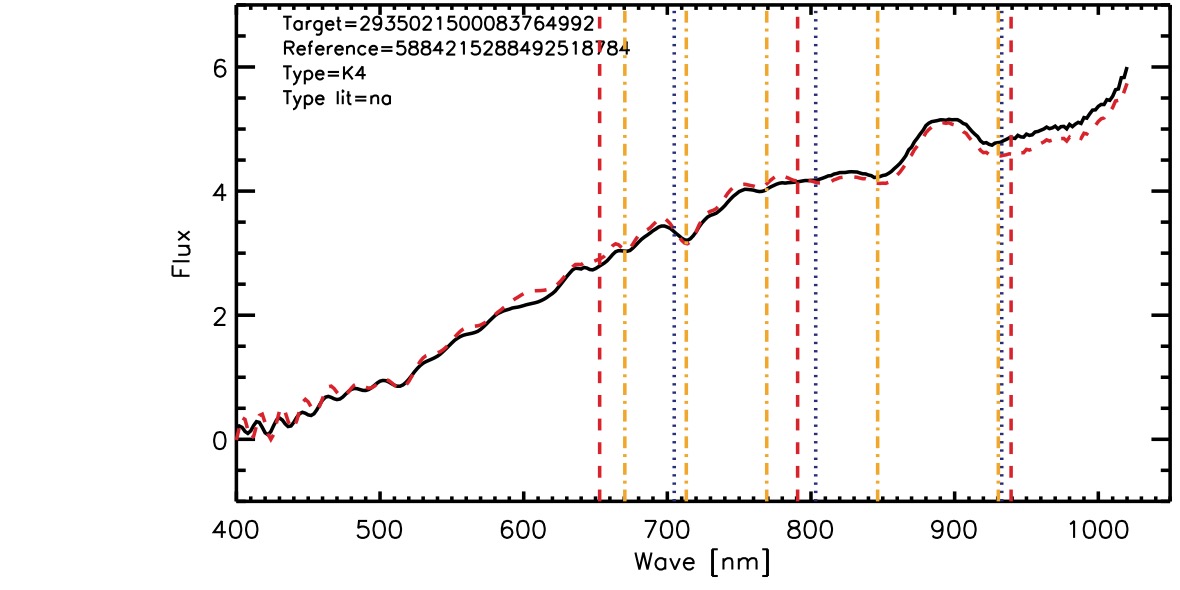 Target=2935021500083764992
Reference=5884215288492518784
Type=K4
Type lit=na
6
4
2
0
Flux
400 500 600 700 800 900 1000
Wave [nm]